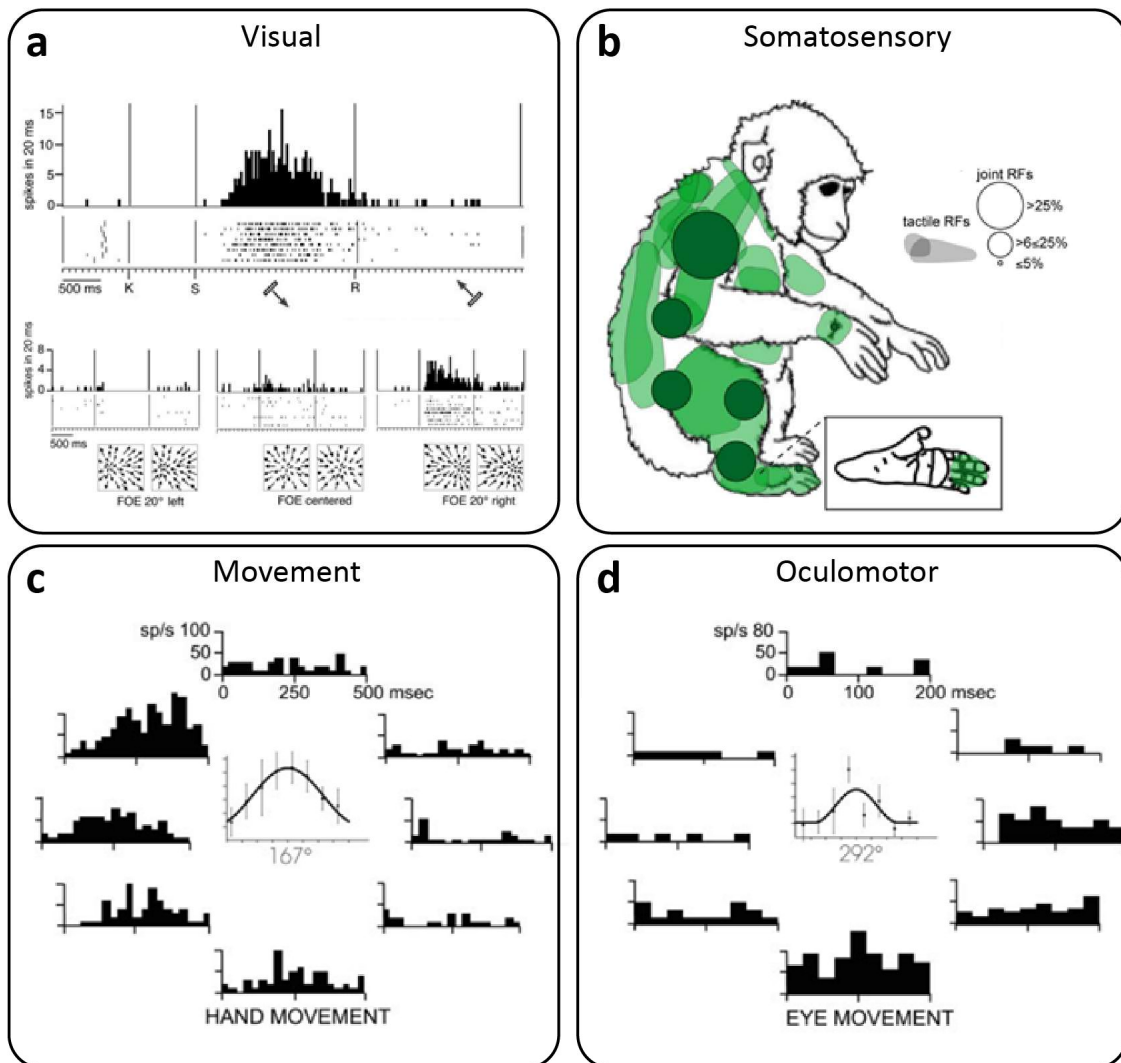 a
Visual
spikes in 20 ms
15
10
5
0
500 ms
K
S
R
spikes in 20 ms
8
4
0
500 ms
FOE 20° left
FOE centered
FOE 20° right
b
Somatosensory
joint RFs
>25%
tactile RFs
>6≤25%
≤5%
c
Movement
sp/s 100
50
0
0 250 500 msec
167°
HAND MOVEMENT
d
Oculomotor
sp/s 80
50
0
0 100 200 msec
292°
EYE MOVEMENT